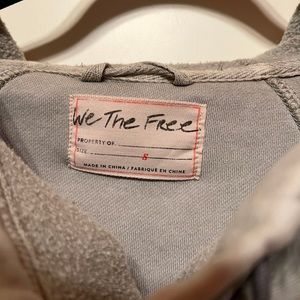 We The Free
PROPERTY OF
SIZE S
MADE IN CHINA / FABRIQUÉ EN CHINE